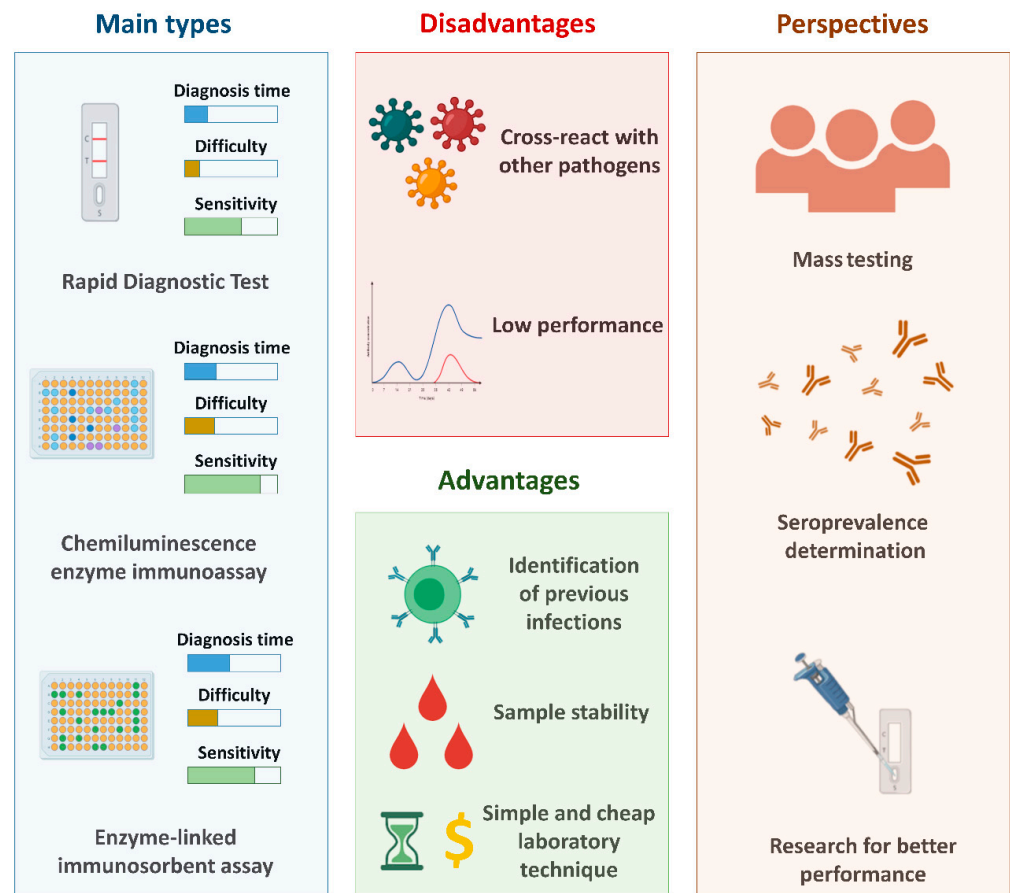 Main types
Diagnosis time
Difficulty
Sensitivity
C
T
S
Rapid Diagnostic Test
Diagnosis time
Difficulty
Sensitivity
Chemiluminescence
enzyme immunoassay
Diagnosis time
Difficulty
Sensitivity
Enzyme-linked
immunosorbent assay
Disadvantages
Cross-react with
other pathogens
Low performance
Advantages
Identification
of previous
infections
Sample stability
$
Simple and cheap
laboratory
technique
Perspectives
Mass testing
Seroprevalence
determination
C
T
S
Research for better
performance